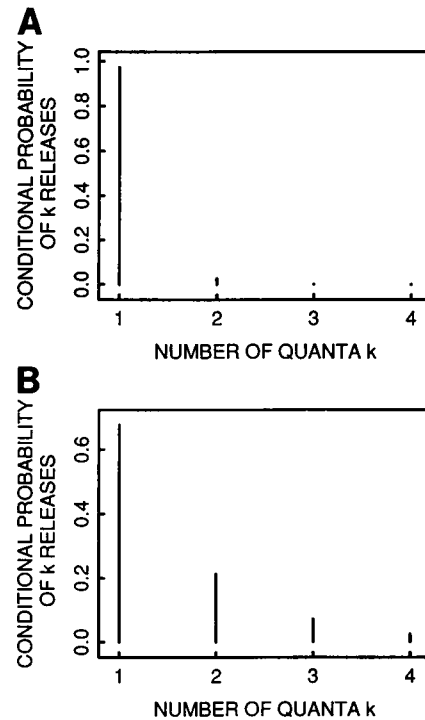 A
CONDITIONAL PROBABILITY
OF k RELEASES
1.0
0.8
0.6
0.4
0.2
0.0
1 2 3 4
NUMBER OF QUANTA k
B
CONDITIONAL PROBABILITY
OF k RELEASES
0.6
0.4
0.2
0.0
1 2 3 4
NUMBER OF QUANTA k